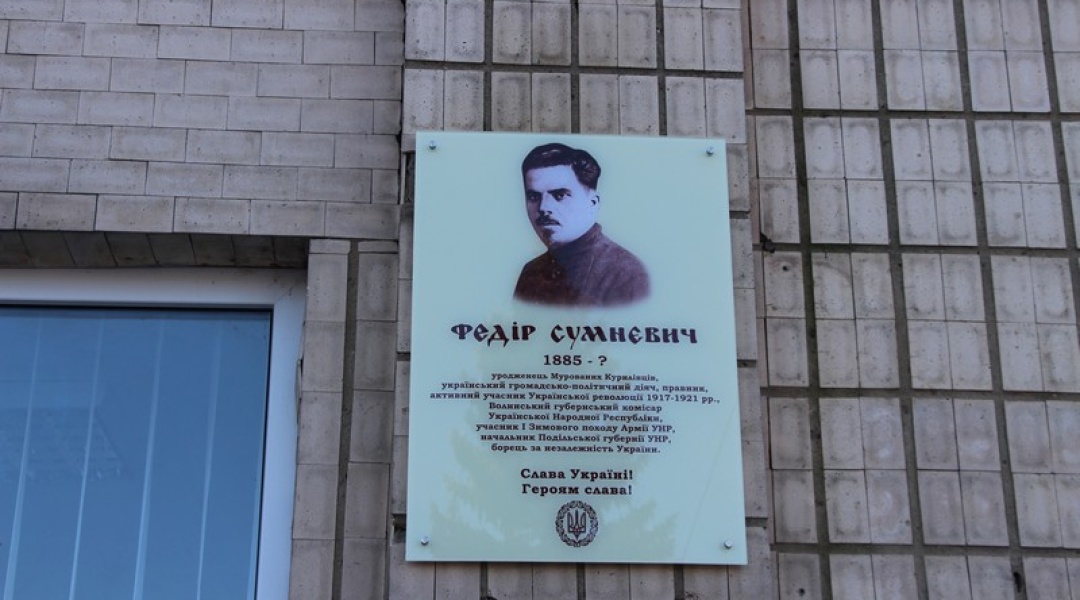 Федір Сумневич
1885 - ?
уродженець Мурованих Курилівців,
український громадсько-політичний діяч, правник,
активний учасник Української революції 1917-1921 рр.,
Волинський губернський комісар
Української Народної Республіки,
учасник І Зимового походу Армії УНР,
начальник Подільської губернії УНР,
борець за незалежність України.
Слава Україні!
Героям слава!